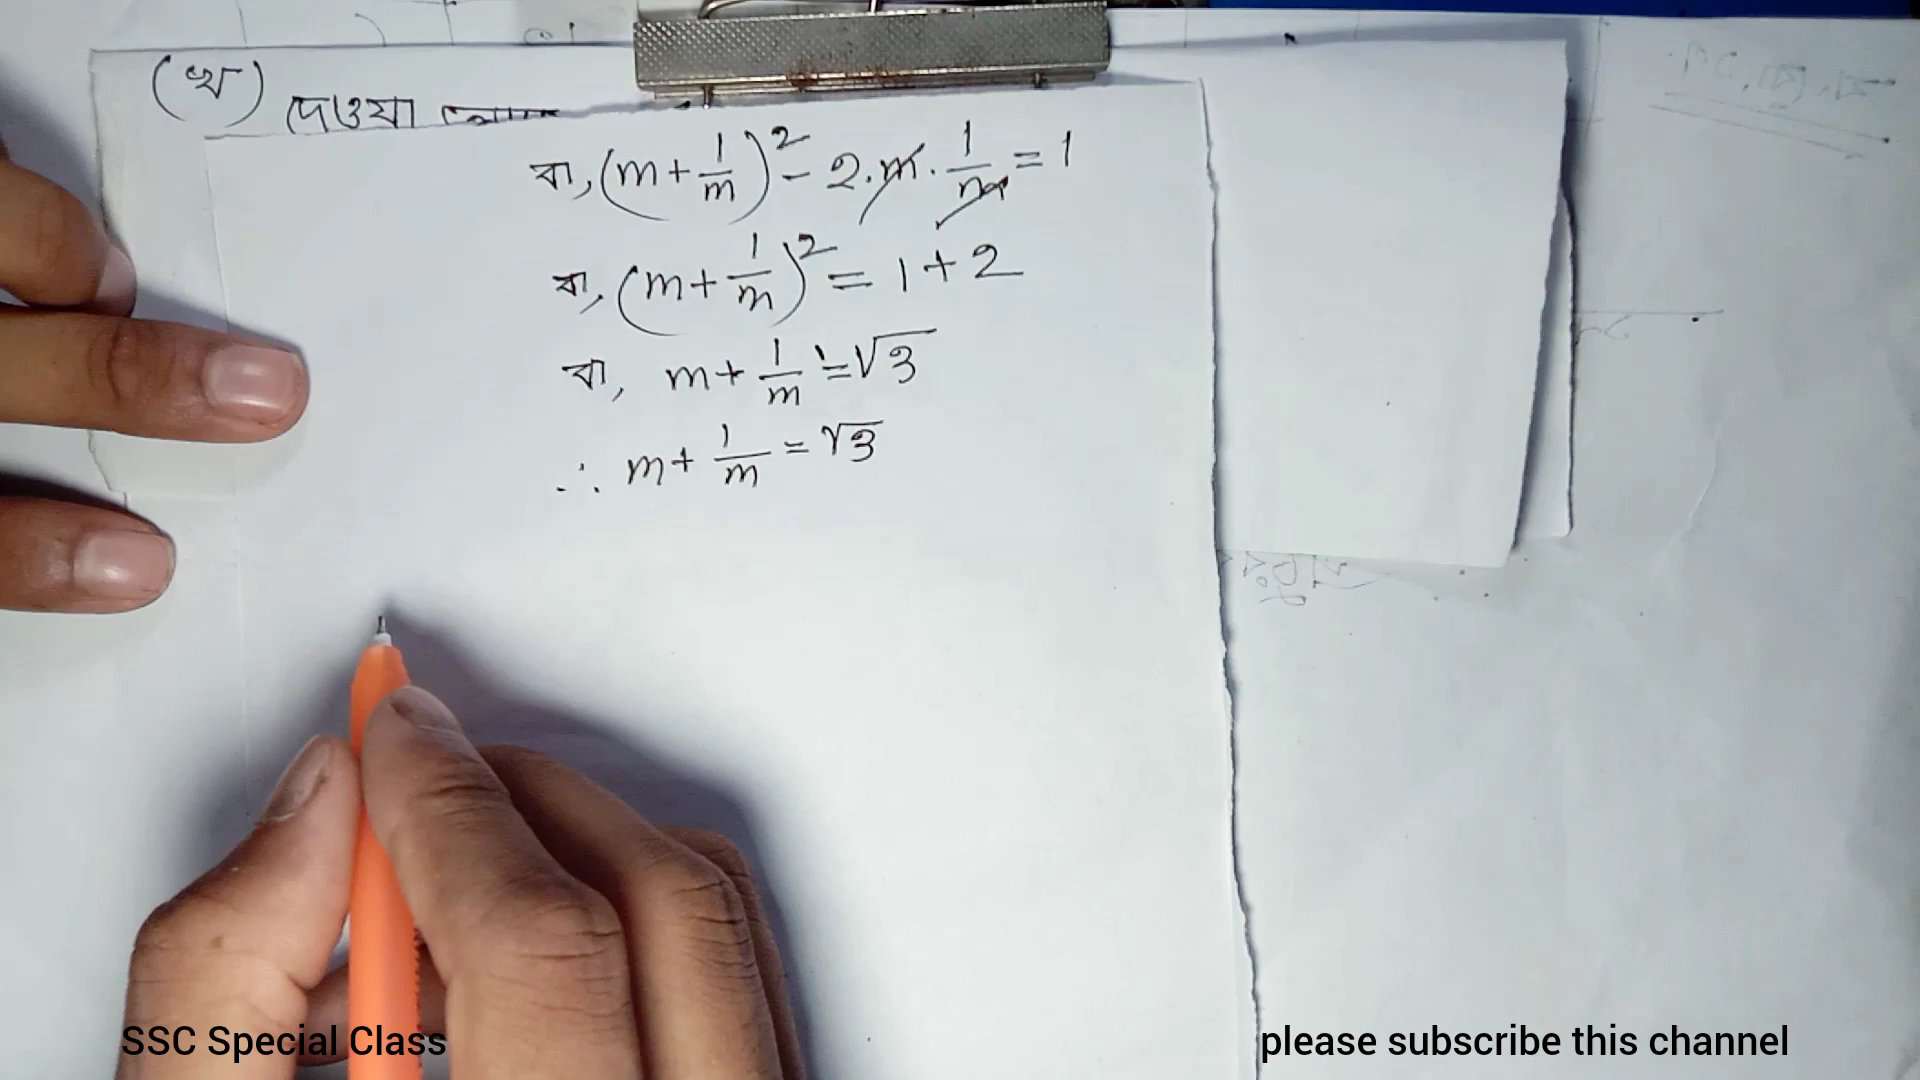 (খ) দেওয়া
বা, (m + 1/m)² - 2.m.1/m = 1
বা, (m + 1/m)² = 1 + 2
বা, m + 1/m = √3
∴ m + 1/m = √3
SSC Special Class
please subscribe this channel